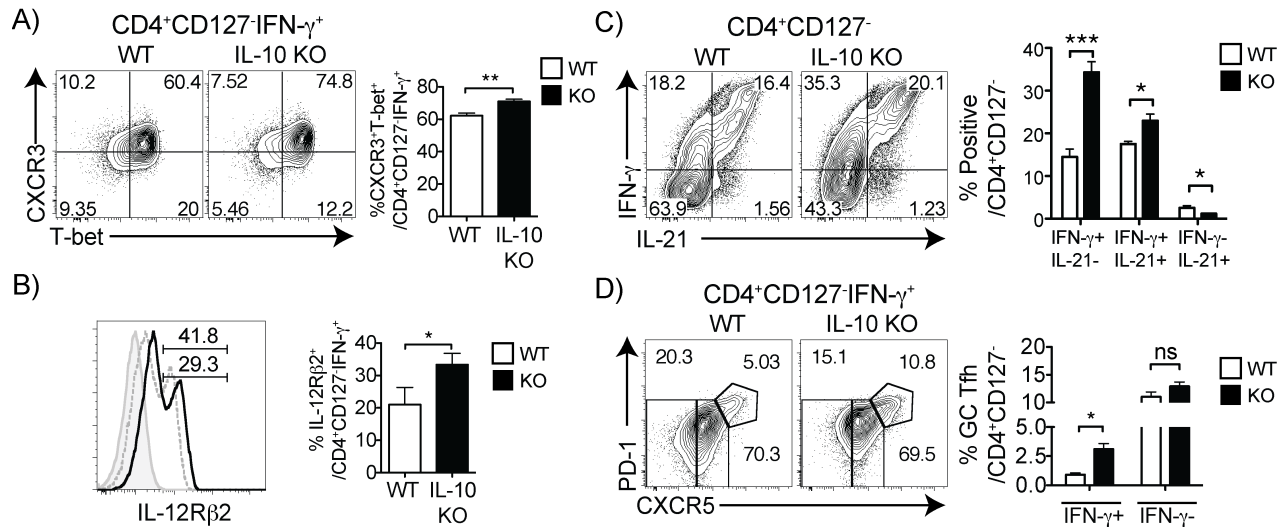 A)
CD4⁺CD127⁻IFN-γ⁺
WT
IL-10 KO
10.2
60.4
9.35
20
7.52
74.8
5.46
12.2
CXCR3
T-bet
%CXCR3⁺T-bet⁺
/CD4⁺CD127⁻IFN-γ⁺
80
60
40
20
0
**
WT
IL-10
KO
WT
KO
B)
41.8
29.3
IL-12Rβ2
% IL-12Rβ2+
/CD4⁺CD127⁻IFN-γ⁺
40
30
20
10
0
*
WT
IL-10
KO
WT
KO
C)
CD4⁺CD127⁻
WT
IL-10 KO
18.2
16.4
63.9
1.56
35.3
20.1
43.3
1.23
IFN-γ
IL-21
% Positive
/CD4⁺CD127⁻
40
30
20
10
0
***
*
*
IFN-γ+
IL-21-
IFN-γ+
IL-21+
IFN-γ-
IL-21+
WT
KO
D)
CD4⁺CD127⁻IFN-γ⁺
WT
IL-10 KO
20.3
5.03
70.3
15.1
10.8
69.5
PD-1
CXCR5
% GC Tfh
/CD4⁺CD127⁻
20
15
10
5.0
2.5
0.0
*
ns
IFN-γ+
IFN-γ-
WT
KO